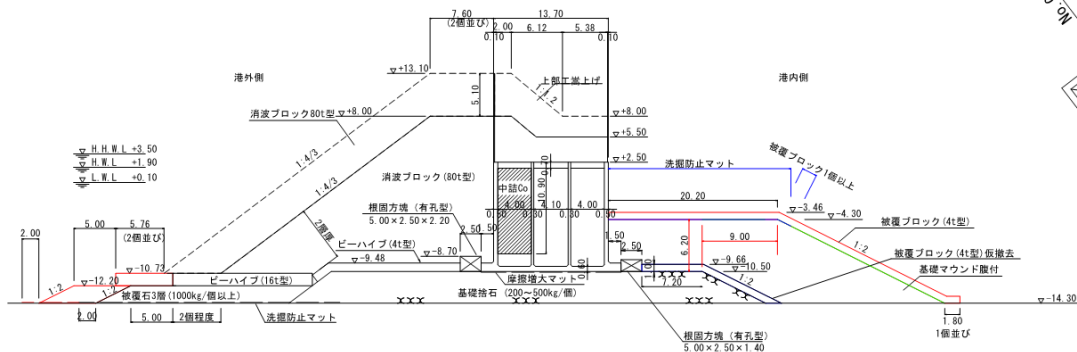 No.
7.60
(2個並び)
13.70
2.00
6.12
5.38
0.10
0.10
港外側
港内側
▽+13.10
上部工嵩上げ
1:1.2
5.10
消波ブロック80t型
▽+8.00
▽+8.00
▽+5.50
▽+2.50
H.H.W.L +3.50
H.W.L +1.90
L.W.L +0.10
1:4/3
1:4/3
消波ブロック(80t型)
中詰Co
0.70
10.90
洗掘防止マット
被覆ブロック1個以上
根固方塊 (有孔型)
5.00×2.50×2.20
4.00
4.10
4.00
0.50
0.30
0.30
0.50
20.20
▽-3.46
▽-4.30
被覆ブロック(4t型)
1:2
2.00
5.00
5.76
(2個並び)
2層厚
2.50
1.50
1.50
2.50
6.20
9.00
ビーハイブ(4t型)
▽-8.70
▽-9.48
被覆ブロック(4t型)仮撤去
基礎マウンド腹付
▽-9.66
▽-10.50
▽-10.73
ビーハイブ(16t型)
0.60
1.00
1:2
7.20
▽-12.20
1:2
1:2
被覆石3層(1000kg/個以上)
摩擦増大マット
基礎捨石 (200~500kg/個)
▽-14.30
2.00
5.00
2個程度
洗掘防止マット
1.80
1個並び
根固方塊 (有孔型)
5.00×2.50×1.40